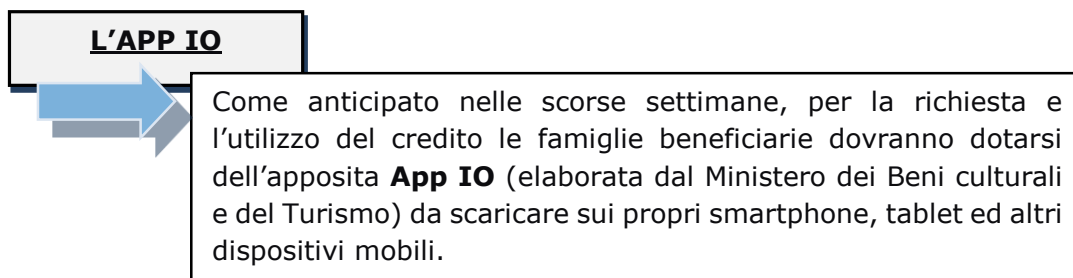 L’APP IO
Come anticipato nelle scorse settimane, per la richiesta e
l’utilizzo del credito le famiglie beneficiarie dovranno dotarsi
dell’apposita App IO (elaborata dal Ministero dei Beni culturali
e del Turismo) da scaricare sui propri smartphone, tablet ed altri
dispositivi mobili.